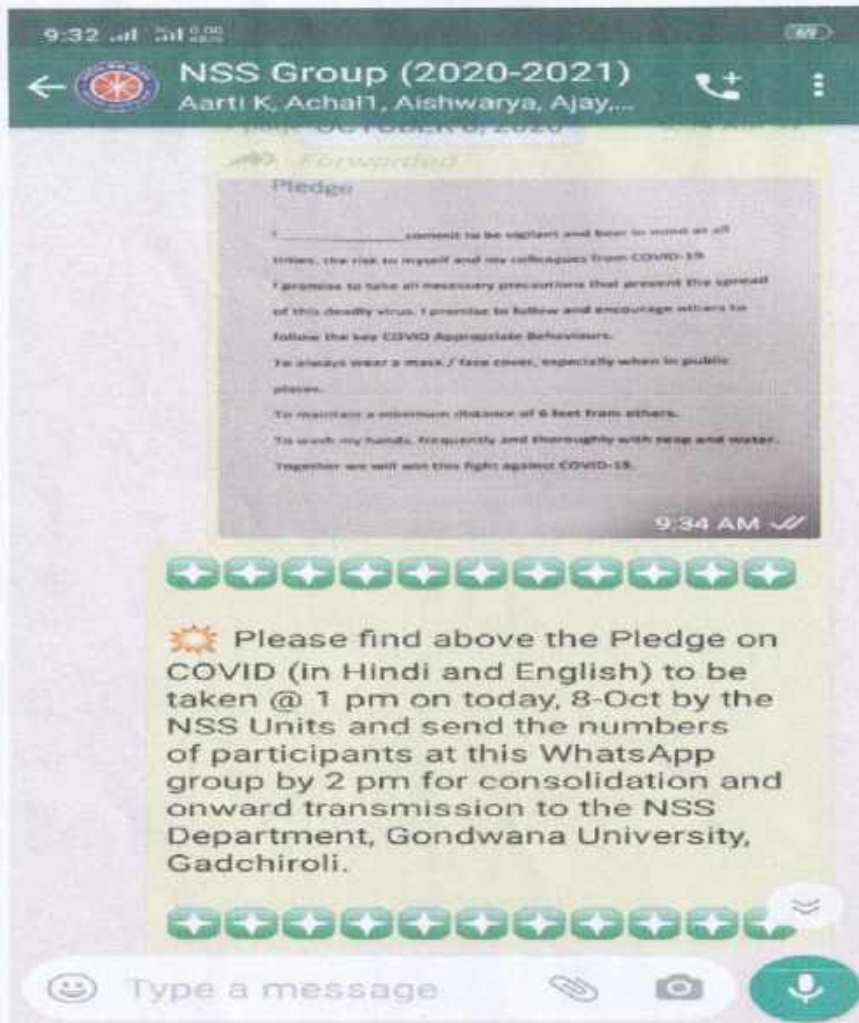 9:32
69
NSS Group (2020-2021)
Aarti K, Achal1, Aishwarya, Ajay,...
OCTOBER 8, 2020
Forwarded
Pledge
I ______________ commit to be vigilant and bear in mind at all
times, the risk to myself and my colleagues from COVID-19
I promise to take all necessary precautions that prevent the spread
of this deadly virus. I promise to follow and encourage others to
follow the key COVID Appropriate Behaviours.
To always wear a mask / face cover, especially when in public
places.
To maintain a minimum distance of 6 feet from others.
To wash my hands, frequently and thoroughly with soap and water.
Together we will win this fight against COVID-19.
9:34 AM
Please find above the Pledge on
COVID (in Hindi and English) to be
taken @ 1 pm on today, 8-Oct by the
NSS Units and send the numbers
of participants at this WhatsApp
group by 2 pm for consolidation and
onward transmission to the NSS
Department, Gondwana University,
Gadchiroli.
Type a message